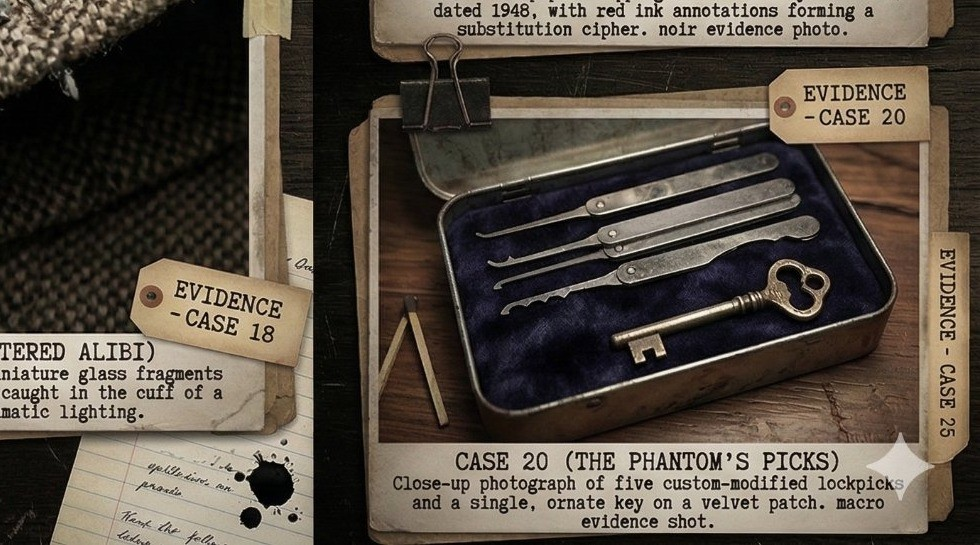 dated 1948, with red ink annotations forming a
substitution cipher. noir evidence photo.
EVIDENCE
-CASE 20
EVIDENCE
-CASE 18
TERED ALIBI)
niature glass fragments
caught in the cuff of a
matic lighting.
EVIDENCE - CASE 25
CASE 20 (THE PHANTOM'S PICKS)
Close-up photograph of five custom-modified lockpicks
and a single, ornate key on a velvet patch. macro
evidence shot.